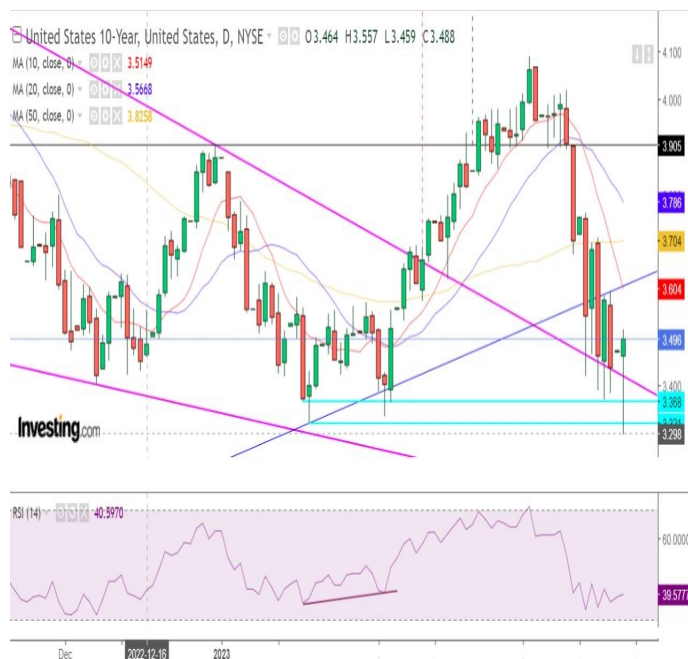 United States 10-Year, United States, D, NYSE O3.464 H3.557 L3.459 C3.488
MA (10, close, 0) 3.5149
MA (20, close, 0) 3.5668
MA (50, close, 0) 3.8258
4.100
4.000
3.905
3.786
3.704
3.604
3.496
3.400
3.368
3.298
Investing.com
RSI (14) 40.5970
60.0000
39.5777
Dec 2022-12-16 2023